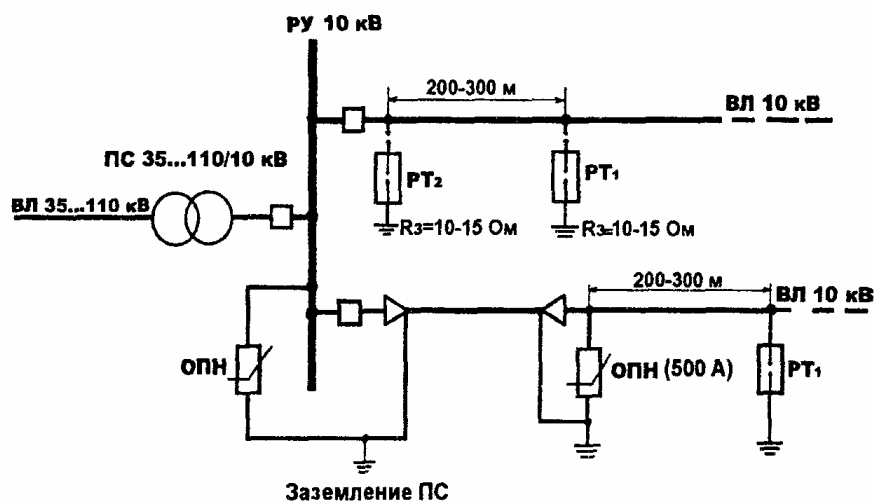 РУ 10 кВ
200-300 м
ВЛ 10 кВ
ПС 35...110/10 кВ
РТ₂
РТ₁
ВЛ 35...110 кВ
Rз=10-15 Ом
Rз=10-15 Ом
200-300 м
ВЛ 10 кВ
ОПН
ОПН (500 А)
РТ₁
Заземление ПС